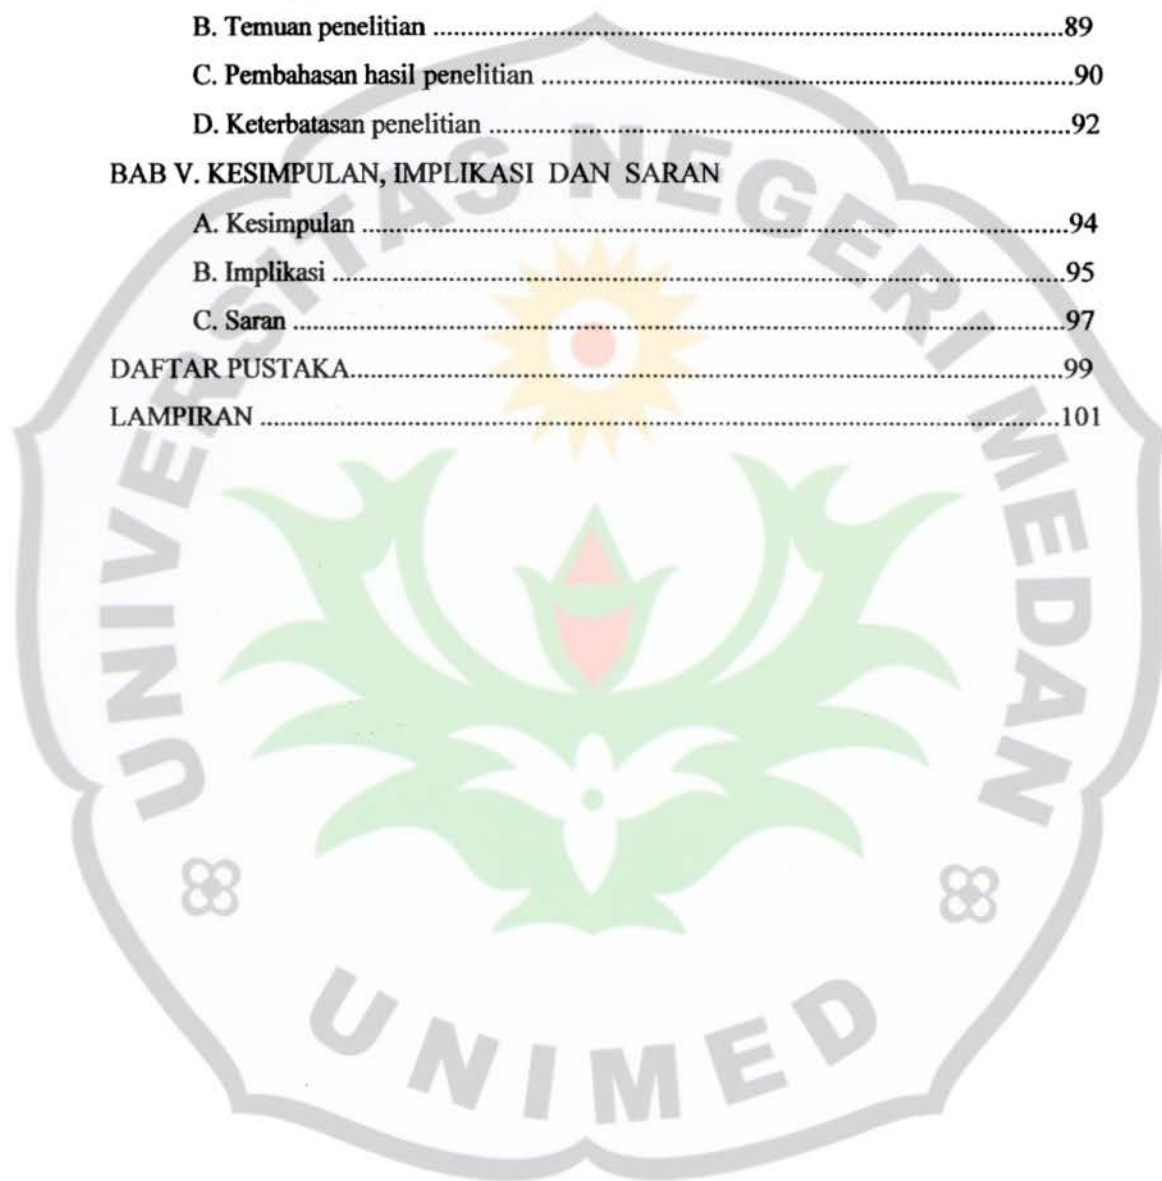 B. Temuan penelitian ........................................................................89
C. Pembahasan hasil penelitian .............................................................90
D. Keterbatasan penelitian ..................................................................92
BAB V. KESIMPULAN, IMPLIKASI DAN SARAN
A. Kesimpulan ................................................................................94
B. Implikasi ...................................................................................95
C. Saran ........................................................................................97
DAFTAR PUSTAKA..................................................................................99
LAMPIRAN ...........................................................................................101
UNIVERSITAS NEGERI MEDAN
UNIMED